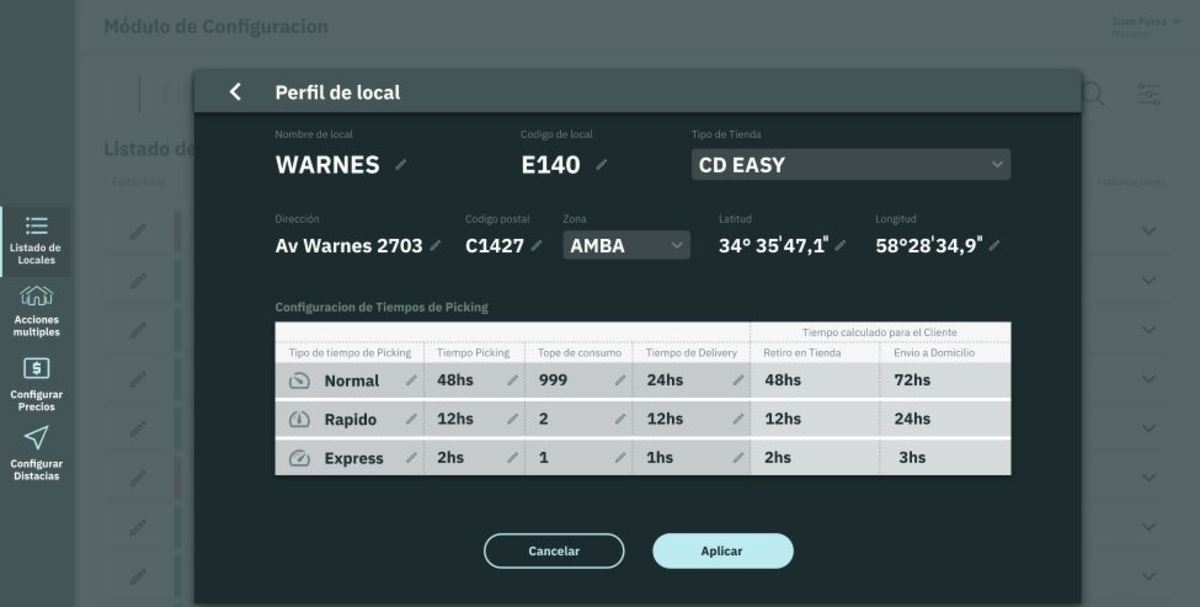 Módulo de Configuracion
Juan Perez
Perfil de local
Nombre de local
Codigo de local
Tipo de Tienda
WARNES
E140
CD EASY
Listado de
Editar local
Habilitaciones
Dirección
Codigo postal
Zona
Latitud
Longitud
Av Warnes 2703
C1427
AMBA
34° 35'47,1"
58°28'34,9"
Listado de
Locales
Acciones
multiples
Configurar
Precios
Configurar
Distacias
Configuracion de Tiempos de Picking
Tiempo calculado para el Cliente
Tipo de tiempo de Picking Tiempo Picking Tope de consumo Tiempo de Delivery Retiro en Tienda Envio a Domicilio
Normal 48hs 999 24hs 48hs 72hs
Rapido 12hs 2 12hs 12hs 24hs
Express 2hs 1 1hs 2hs 3hs
Cancelar
Aplicar